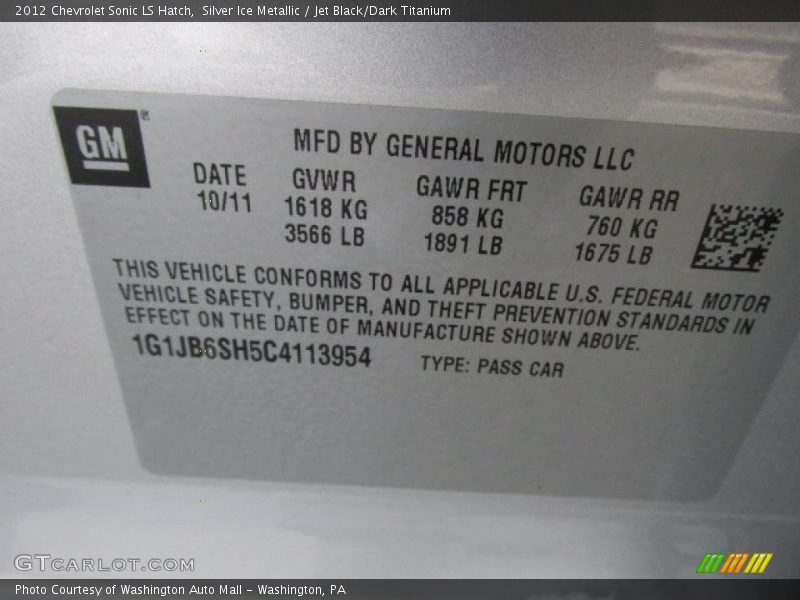 2012 Chevrolet Sonic LS Hatch, Silver Ice Metallic / Jet Black/Dark Titanium
GM®
MFD BY GENERAL MOTORS LLC
DATE GVWR GAWR FRT GAWR RR
10/11 1618 KG 858 KG 760 KG
3566 LB 1891 LB 1675 LB
THIS VEHICLE CONFORMS TO ALL APPLICABLE U.S. FEDERAL MOTOR
VEHICLE SAFETY, BUMPER, AND THEFT PREVENTION STANDARDS IN
EFFECT ON THE DATE OF MANUFACTURE SHOWN ABOVE.
1G1JB6SH5C4113954 TYPE: PASS CAR
GTCARLOT.COM
Photo Courtesy of Washington Auto Mall - Washington, PA